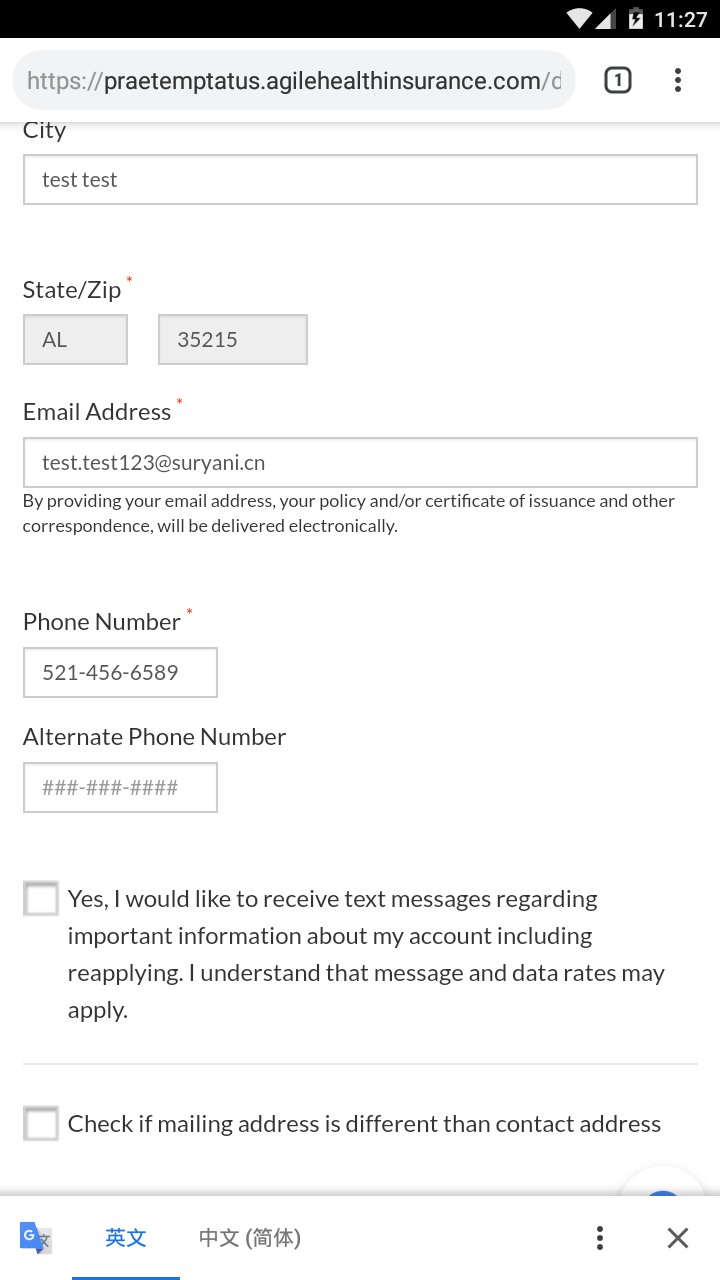 11:27
https://praetemptatus.agilehealthinsurance.com/d
1
City
test test
State/Zip *
AL 35215
Email Address *
test.test123@suryani.cn
By providing your email address, your policy and/or certificate of issuance and other
correspondence, will be delivered electronically.
Phone Number *
521-456-6589
Alternate Phone Number
###-###-####
Yes, I would like to receive text messages regarding
important information about my account including
reapplying. I understand that message and data rates may
apply.
Check if mailing address is different than contact address
G 文 英文 中文 (简体)